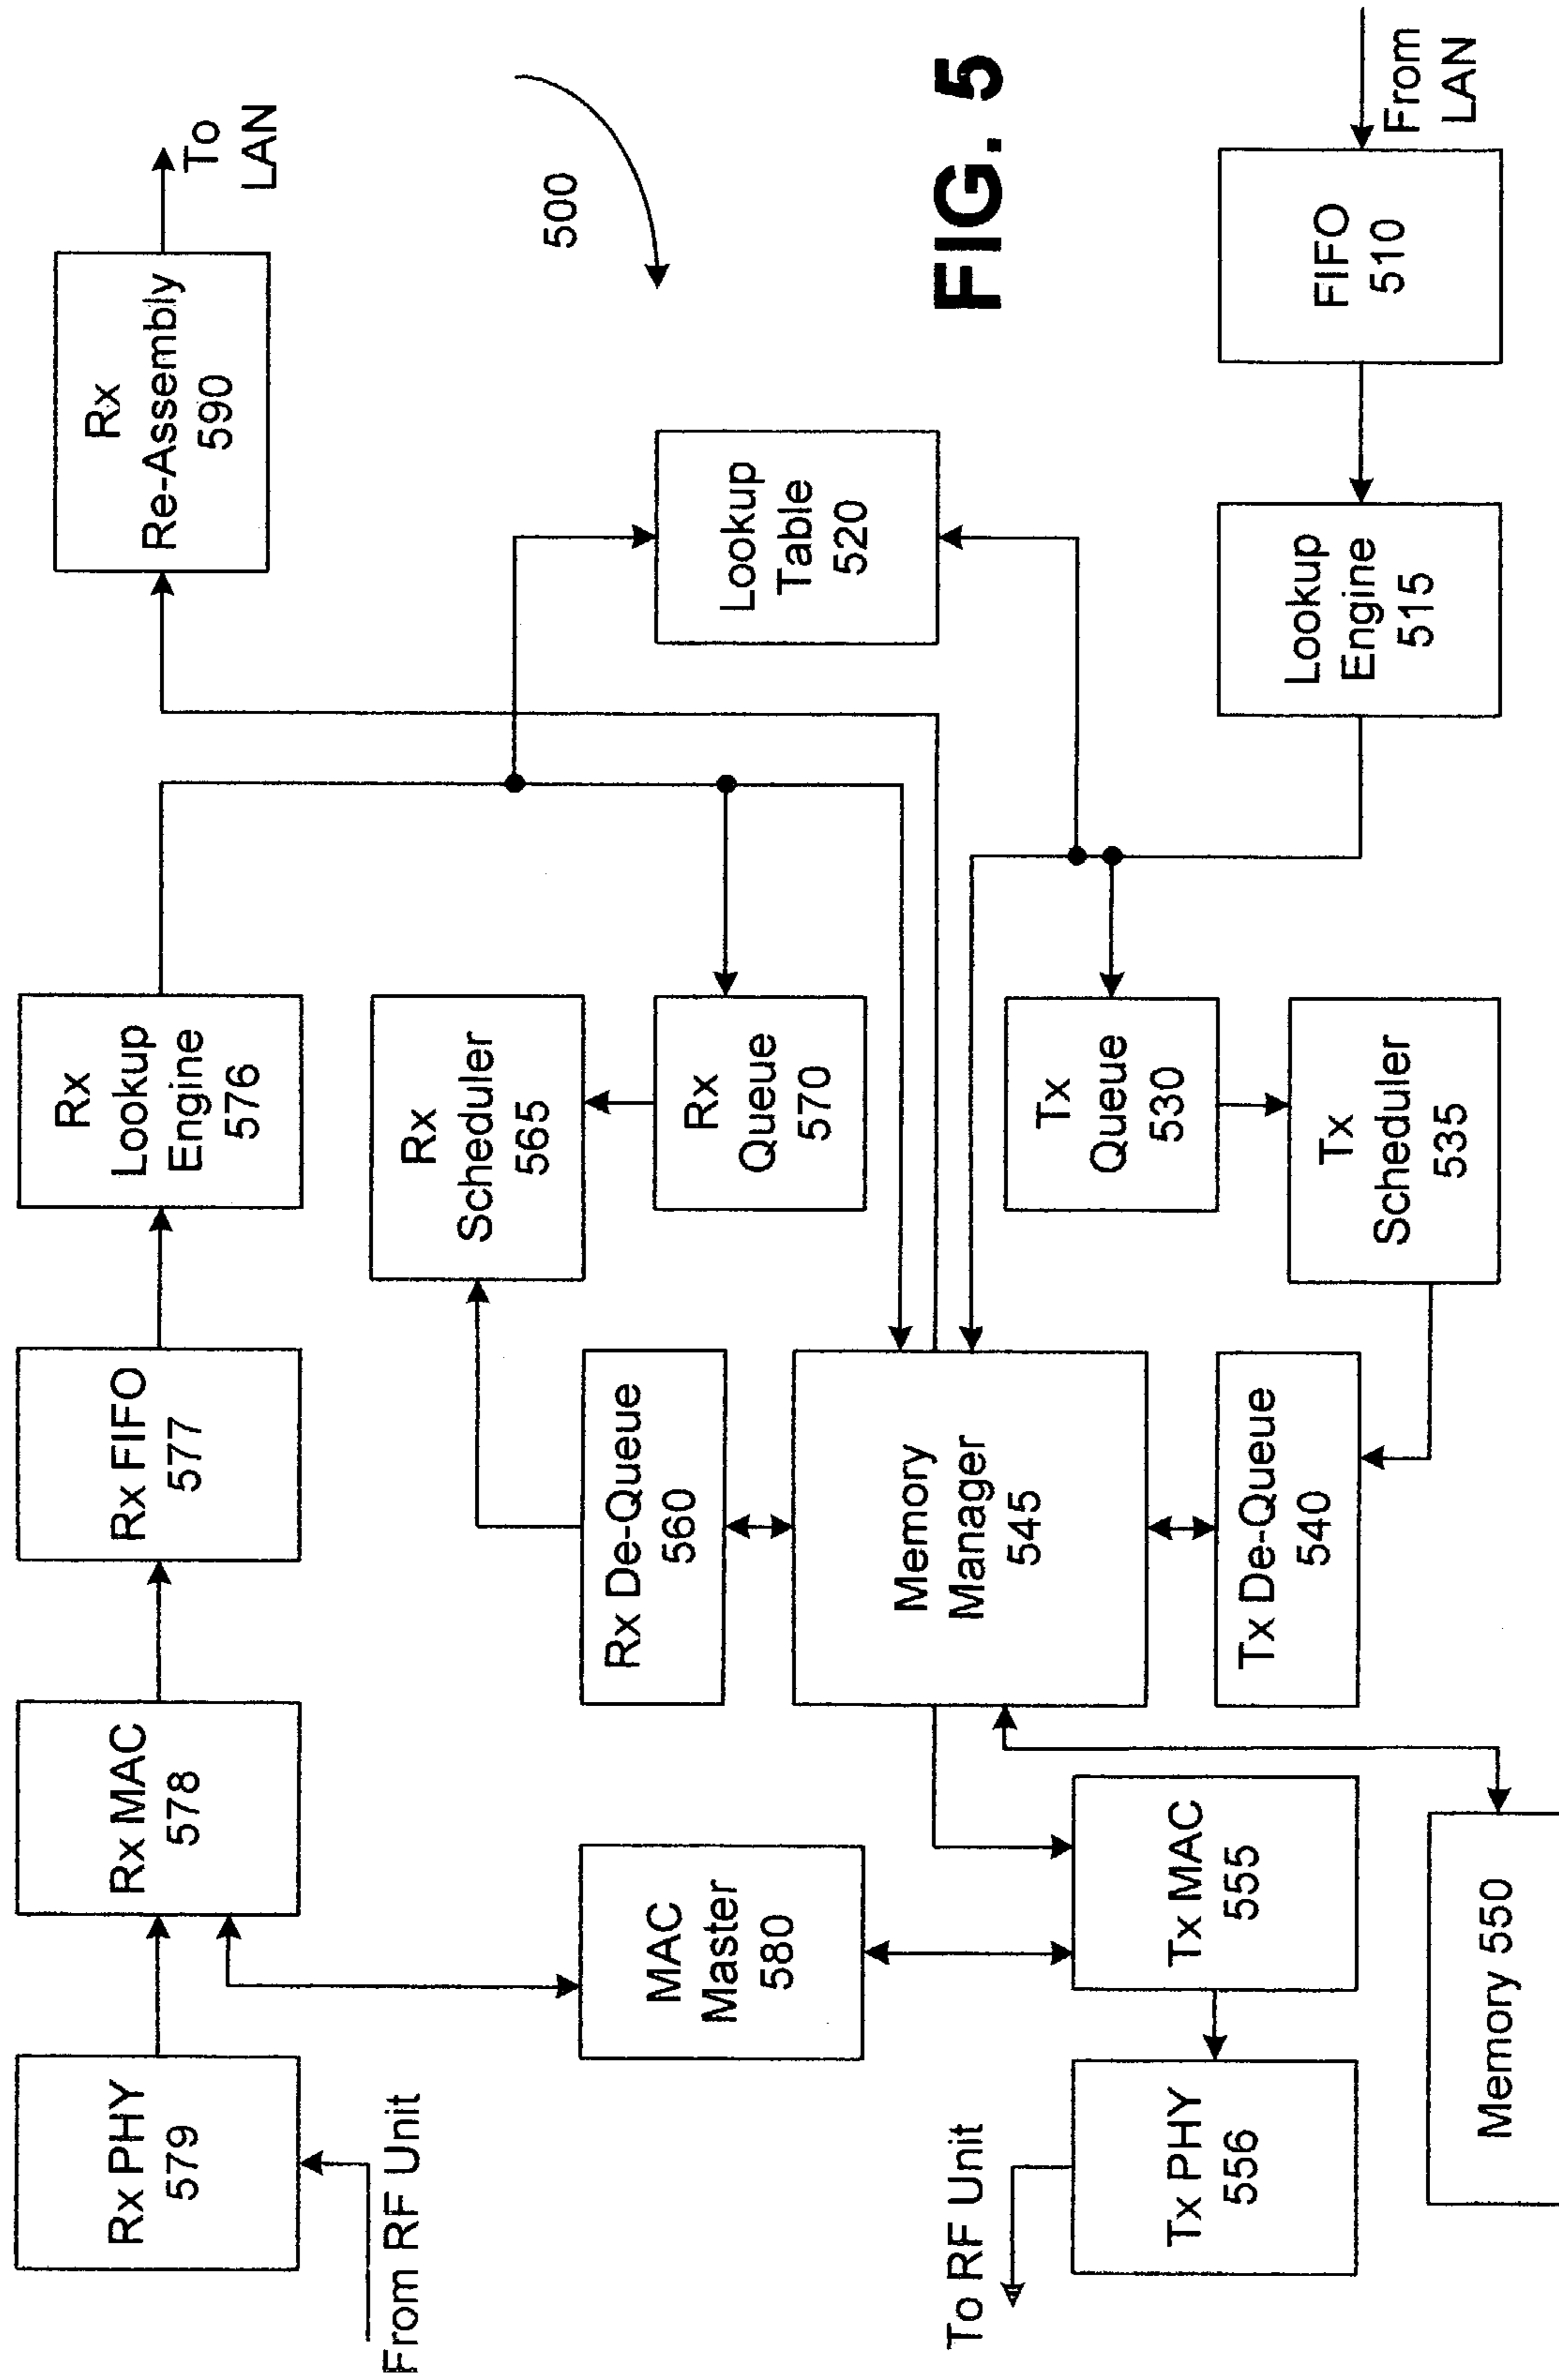 Rx PHY
579
Rx MAC
578
Rx FIFO
577
Rx
Lookup
Engine
576
Rx
Re-Assembly
590
To
LAN
From RF Unit
500
Rx
Scheduler
565
Rx De-Queue
560
Rx
Queue
570
Lookup
Table
520
MAC
Master
580
Memory
Manager
545
FIG. 5
To RF Unit
Tx PHY
556
Tx MAC
555
Tx De-Queue
540
Tx
Queue
530
Tx
Scheduler
535
Lookup
Engine
515
FIFO
510
From
LAN
Memory 550